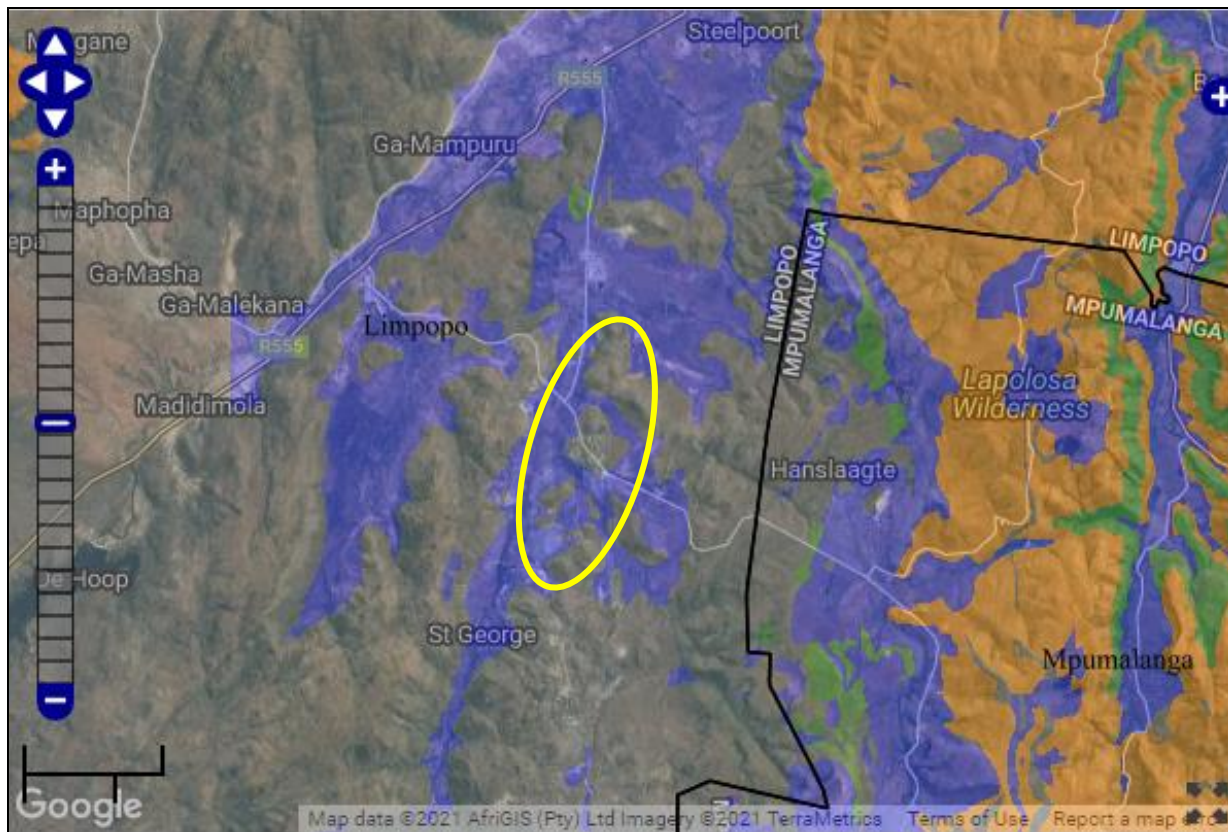 Steelpoort
R555
Ga-Mampuru
Maphopha
Ga-Masha
Ga-Malekana
Limpopo
R555
Madidimola
LIMPOPO
MPUMALANGA
LIMPOPO
MPUMALANGA
Lapolosa
Wilderness
Hanslaagte
De Hoop
St George
Mpumalanga
Google
Map data ©2021 AfriGIS (Pty) Ltd Imagery ©2021 TerraMetrics
Terms of Use
Report a map